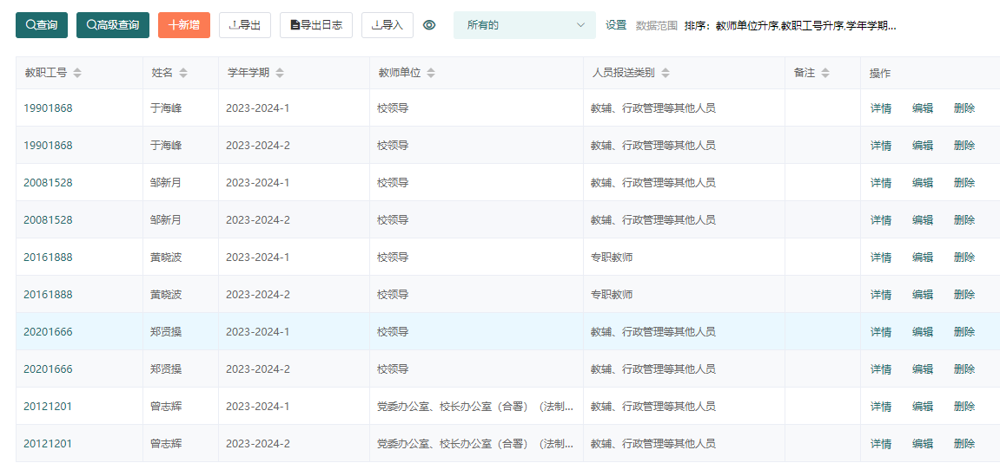 查询 高级查询 新增 导出 导出日志 导入 所有的 设置 数据范围 排序：教师单位升序,教职工号升序,学年学期...
教职工号 姓名 学年学期 教师单位 人员报送类别 备注 操作
19901868 于海峰 2023-2024-1 校领导 教辅、行政管理等其他人员 详情 编辑 删除
19901868 于海峰 2023-2024-2 校领导 教辅、行政管理等其他人员 详情 编辑 删除
20081528 邹新月 2023-2024-1 校领导 教辅、行政管理等其他人员 详情 编辑 删除
20081528 邹新月 2023-2024-2 校领导 教辅、行政管理等其他人员 详情 编辑 删除
20161888 黄晓波 2023-2024-1 校领导 专职教师 详情 编辑 删除
20161888 黄晓波 2023-2024-2 校领导 专职教师 详情 编辑 删除
20201666 郑贤操 2023-2024-1 校领导 教辅、行政管理等其他人员 详情 编辑 删除
20201666 郑贤操 2023-2024-2 校领导 教辅、行政管理等其他人员 详情 编辑 删除
20121201 曾志辉 2023-2024-1 党委办公室、校长办公室（合署）（法制... 教辅、行政管理等其他人员 详情 编辑 删除
20121201 曾志辉 2023-2024-2 党委办公室、校长办公室（合署）（法制... 教辅、行政管理等其他人员 详情 编辑 删除